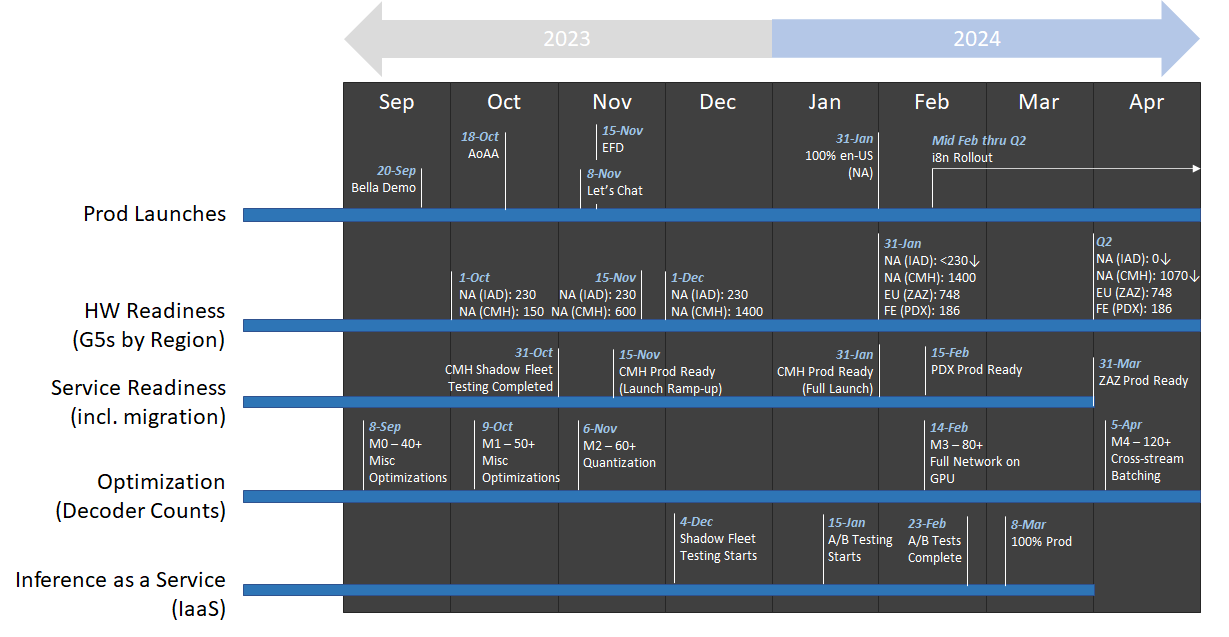 2023
2024
Sep
Oct
Nov
Dec
Jan
Feb
Mar
Apr
Prod Launches
20-Sep
Bella Demo
18-Oct
AoAA
15-Nov
EFD
8-Nov
Let's Chat
31-Jan
100% en-US
(NA)
Mid Feb thru Q2
i8n Rollout
HW Readiness
(G5s by Region)
1-Oct
NA (IAD): 230
NA (CMH): 150
15-Nov
NA (IAD): 230
NA (CMH): 600
1-Dec
NA (IAD): 230
NA (CMH): 1400
31-Jan
NA (IAD): <230↓
NA (CMH): 1400
EU (ZAZ): 748
FE (PDX): 186
Q2
NA (IAD): 0↓
NA (CMH): 1070↓
EU (ZAZ): 748
FE (PDX): 186
Service Readiness
(incl. migration)
31-Oct
CMH Shadow Fleet
Testing Completed
15-Nov
CMH Prod Ready
(Launch Ramp-up)
31-Jan
CMH Prod Ready
(Full Launch)
15-Feb
PDX Prod Ready
31-Mar
ZAZ Prod Ready
Optimization
(Decoder Counts)
8-Sep
M0 – 40+
Misc
Optimizations
9-Oct
M1 – 50+
Misc
Optimizations
6-Nov
M2 – 60+
Quantization
14-Feb
M3 – 80+
Full Network on
GPU
5-Apr
M4 – 120+
Cross-stream
Batching
Inference as a Service
(IaaS)
4-Dec
Shadow Fleet
Testing Starts
15-Jan
A/B Testing
Starts
23-Feb
A/B Tests
Complete
8-Mar
100% Prod